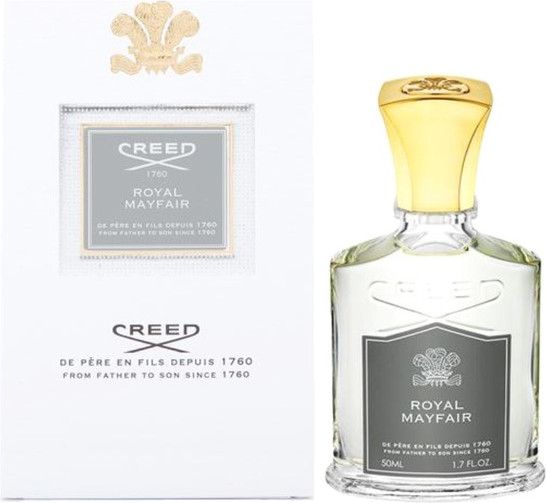 CREED
1760
ROYAL
MAYFAIR
DE PÈRE EN FILS DEPUIS 1760
FROM FATHER TO SON SINCE 1760
CREED
DE PÈRE EN FILS DEPUIS 1760
FROM FATHER TO SON SINCE 1760
CREED
ROYAL
MAYFAIR
DE PÈRE EN FILS DEPUIS 1760
FROM FATHER TO SON SINCE 1760
50ML 1.7 FL.OZ.